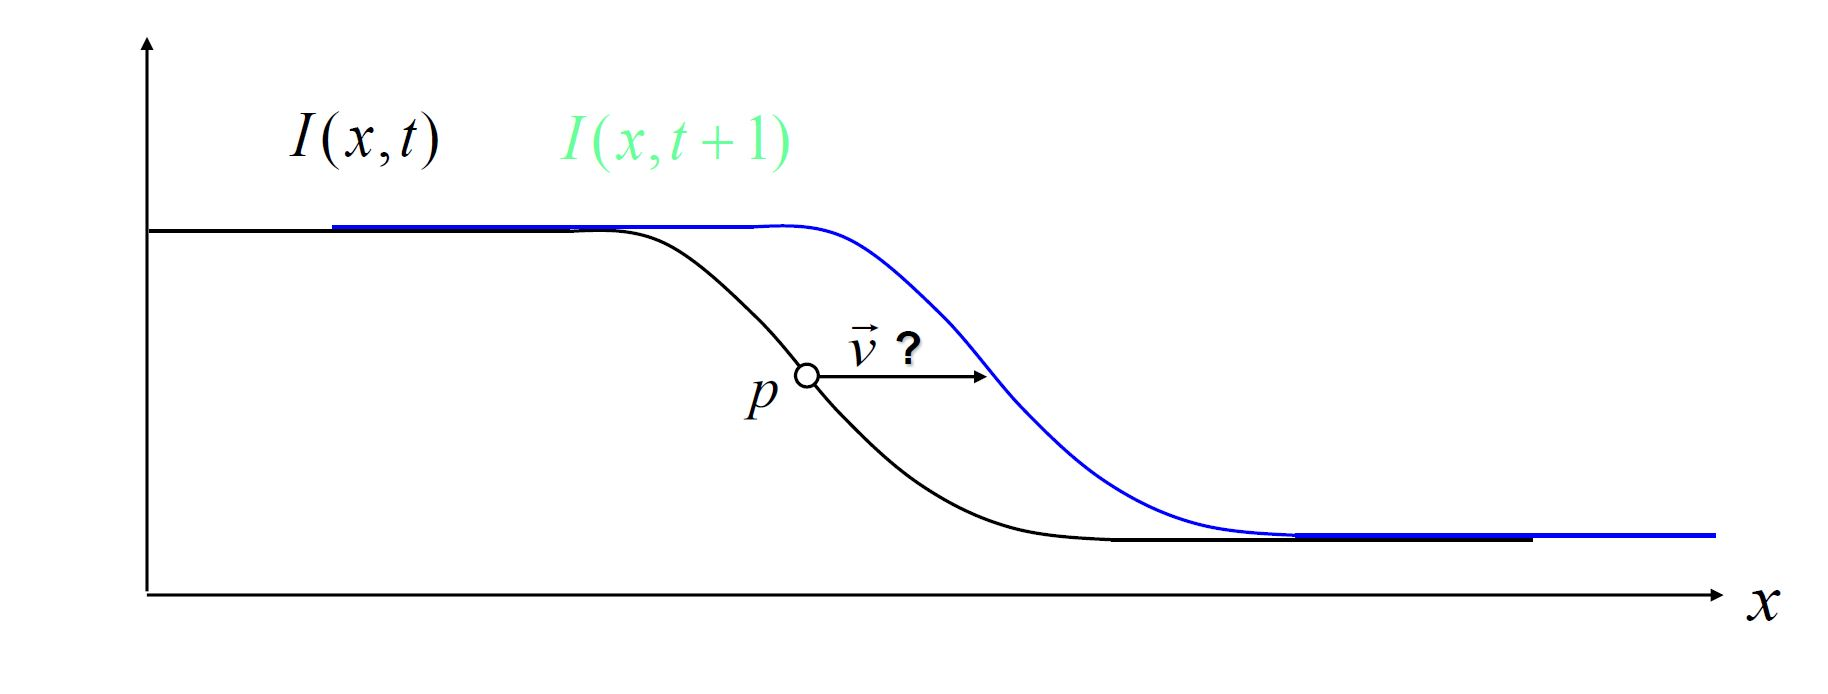 I(x,t) I(x,t+1)
v⃗ ?
p
x